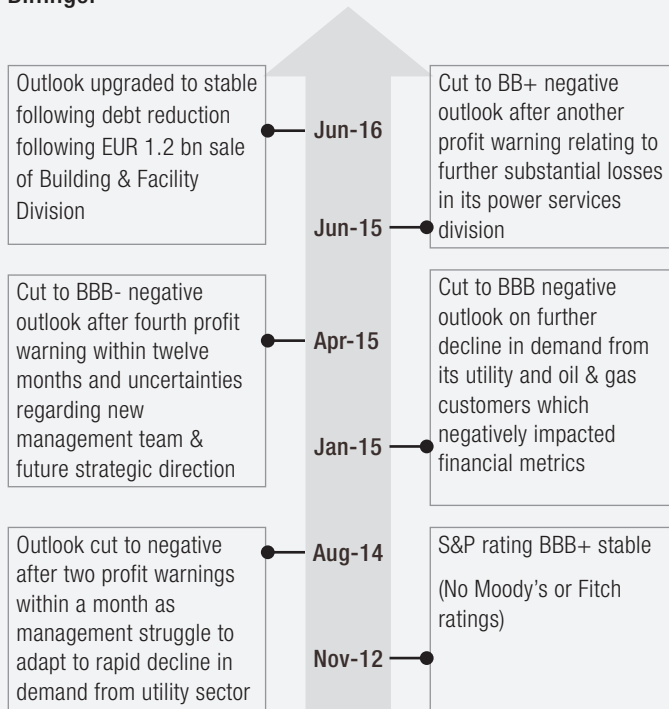 Outlook upgraded to stable
following debt reduction
following EUR 1.2 bn sale
of Building & Facility
Division
Jun-16
Cut to BB+ negative
outlook after another
profit warning relating to
further substantial losses
in its power services
division
Jun-15
Cut to BBB- negative
outlook after fourth profit
warning within twelve
months and uncertainties
regarding new
management team &
future strategic direction
Apr-15
Cut to BBB negative
outlook on further
decline in demand from
its utility and oil & gas
customers which
negatively impacted
financial metrics
Jan-15
Outlook cut to negative
after two profit warnings
within a month as
management struggle to
adapt to rapid decline in
demand from utility sector
Aug-14
S&P rating BBB+ stable
(No Moody's or Fitch
ratings)
Nov-12